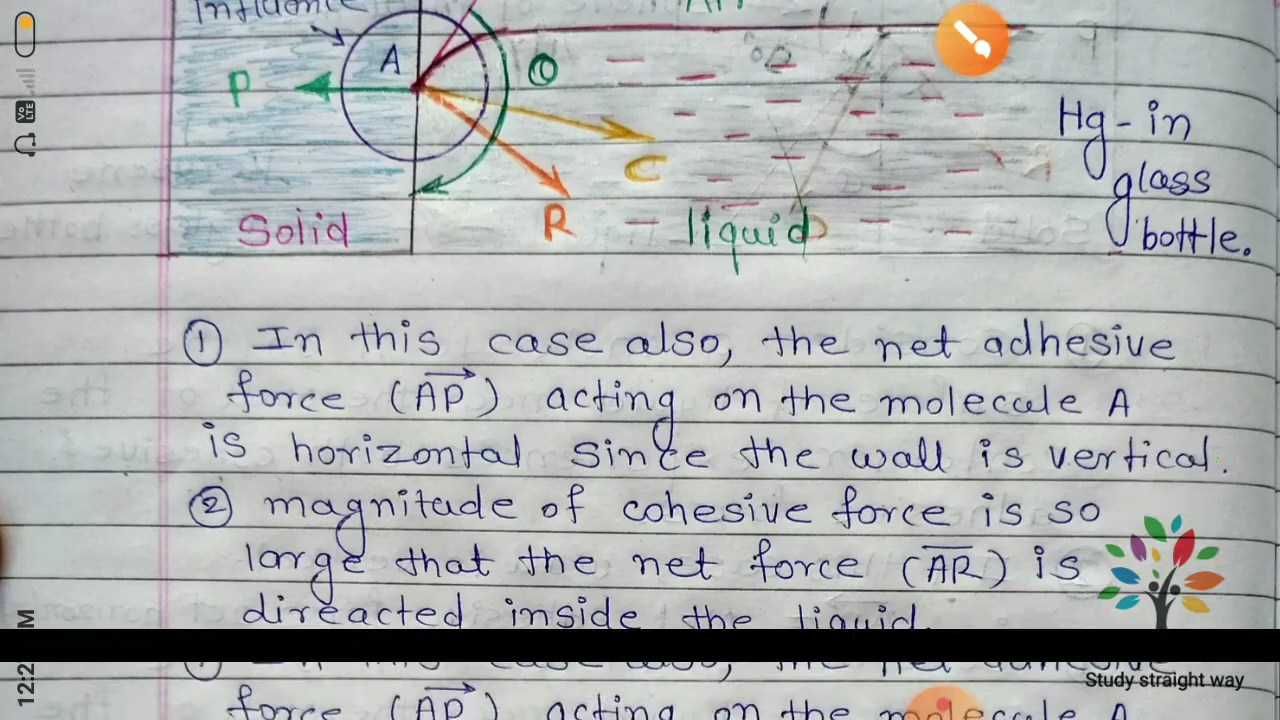 Influence
A
P
θ
C
R
Solid
liquid
Hg-in
glass
bottle.
① In this case also, the net adhesive
force (AP) acting on the molecule A
is horizontal since the wall is vertical.
② magnitude of cohesive force is so
large that the net force (AR) is
direacted inside the liquid.
force (AP) acting on the molecule A
Study straight way